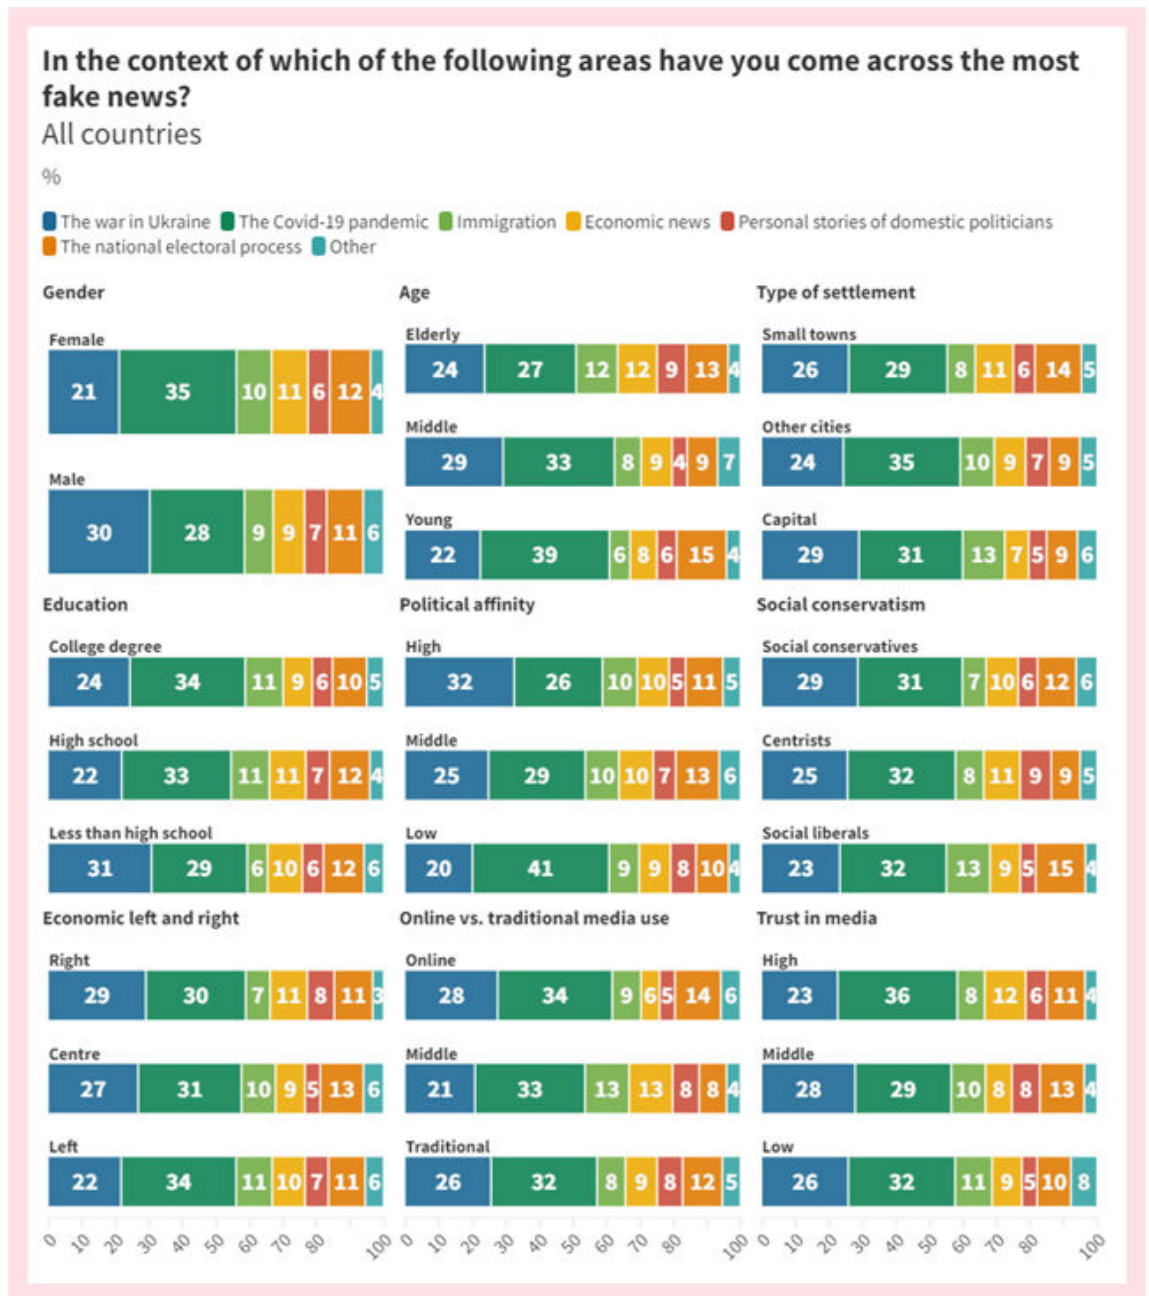 In the context of which of the following areas have you come across the most
fake news?
All countries
%
The war in Ukraine The Covid-19 pandemic Immigration Economic news Personal stories of domestic politicians
The national electoral process Other
Gender
Female
21 35 10 11 6 12 4
Male
30 28 9 9 7 11 6
Age
Elderly
24 27 12 12 9 13 4
Middle
29 33 8 9 4 9 7
Young
22 39 6 8 6 15 4
Type of settlement
Small towns
26 29 8 11 6 14 5
Other cities
24 35 10 9 7 9 5
Capital
29 31 13 7 5 9 6
Education
College degree
24 34 11 9 6 10 5
High school
22 33 11 11 7 12 4
Less than high school
31 29 6 10 6 12 6
Political affinity
High
32 26 10 10 5 11 5
Middle
25 29 10 10 7 13 6
Low
20 41 9 9 8 10 4
Social conservatism
Social conservatives
29 31 7 10 6 12 6
Centrists
25 32 8 11 9 9 5
Social liberals
23 32 13 9 5 15 4
Economic left and right
Right
29 30 7 11 8 11 3
Centre
27 31 10 9 5 13 6
Left
22 34 11 10 7 11 6
0 10 20 30 40 50 60 70 80 100
Online vs. traditional media use
Online
28 34 9 6 5 14 6
Middle
21 33 13 13 8 8 4
Traditional
26 32 8 9 8 12 5
0 10 20 30 40 50 60 70 80 100
Trust in media
High
23 36 8 12 6 11 4
Middle
28 29 10 8 8 13 4
Low
26 32 11 9 5 10 8
0 10 20 30 40 50 60 70 80 100